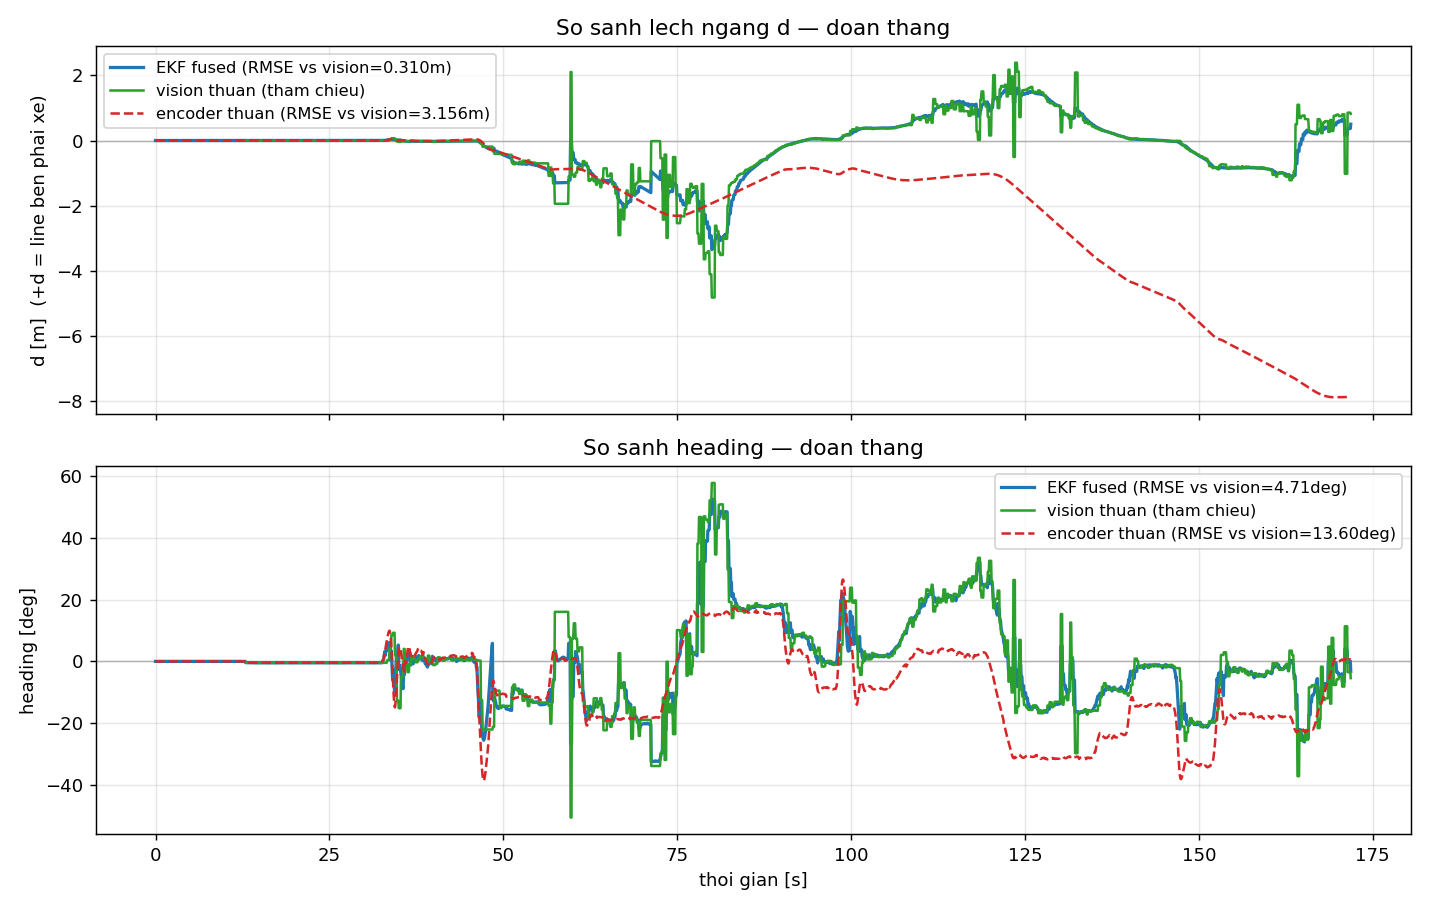 So sanh lech ngang d — doan thang
EKF fused (RMSE vs vision=0.310m)
vision thuan (tham chieu)
encoder thuan (RMSE vs vision=3.156m)
2
0
−2
−4
−6
−8
d [m] (+d = line ben phai xe)
So sanh heading — doan thang
EKF fused (RMSE vs vision=4.71deg)
vision thuan (tham chieu)
encoder thuan (RMSE vs vision=13.60deg)
60
40
20
0
−20
−40
heading [deg]
0 25 50 75 100 125 150 175
thoi gian [s]